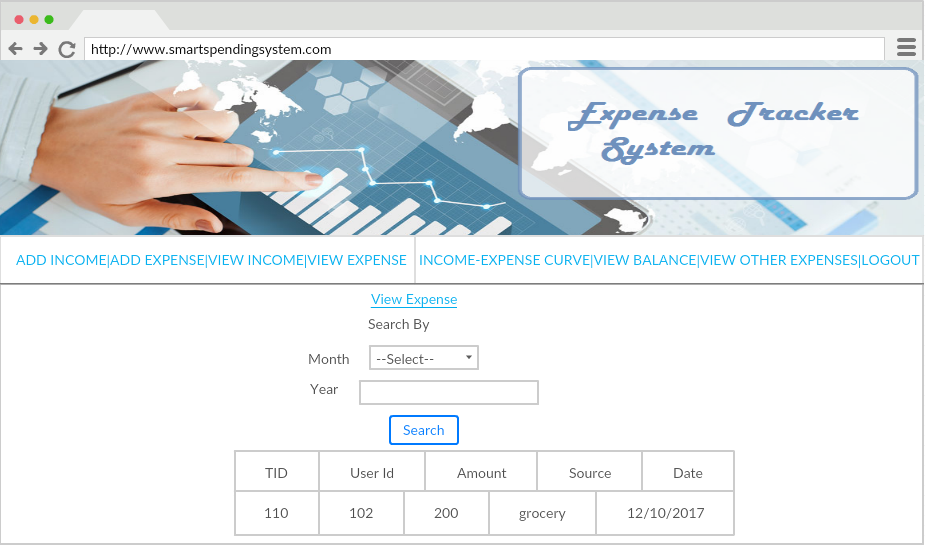 http://www.smartspendingsystem.com
Expense Tracker
System
ADD INCOME|ADD EXPENSE|VIEW INCOME|VIEW EXPENSE INCOME-EXPENSE CURVE|VIEW BALANCE|VIEW OTHER EXPENSES|LOGOUT
View Expense
Search By
Month --Select--
Year
Search
TID User Id Amount Source Date
110 102 200 grocery 12/10/2017